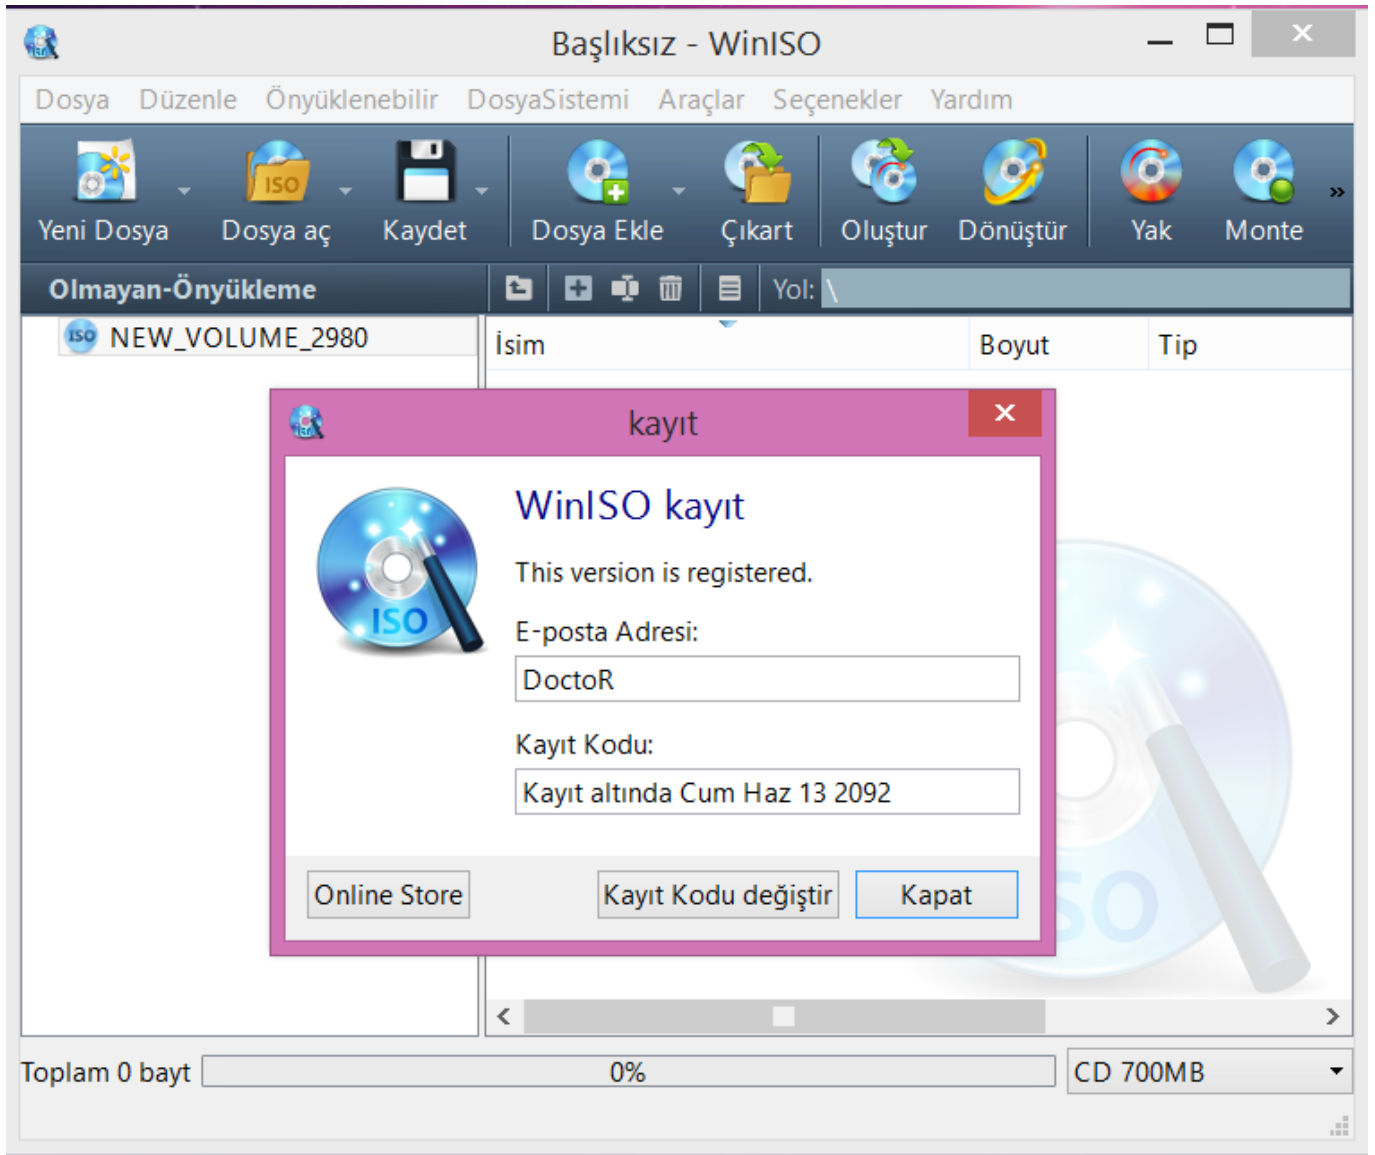 Başlıksız - WinISO
Dosya Düzenle Önyüklenebilir DosyaSistemi Araçlar Seçenekler Yardım
ISO
Yeni Dosya Dosya aç Kaydet Dosya Ekle Çıkart Oluştur Dönüştür Yak Monte »
Olmayan-Önyükleme Yol: \
ISO NEW_VOLUME_2980 İsim Boyut Tip
kayıt
WinISO kayıt
This version is registered.
ISO
E-posta Adresi:
DoctoR
Kayıt Kodu:
Kayıt altında Cum Haz 13 2092
Online Store Kayıt Kodu değiştir Kapat
Toplam 0 bayt 0% CD 700MB